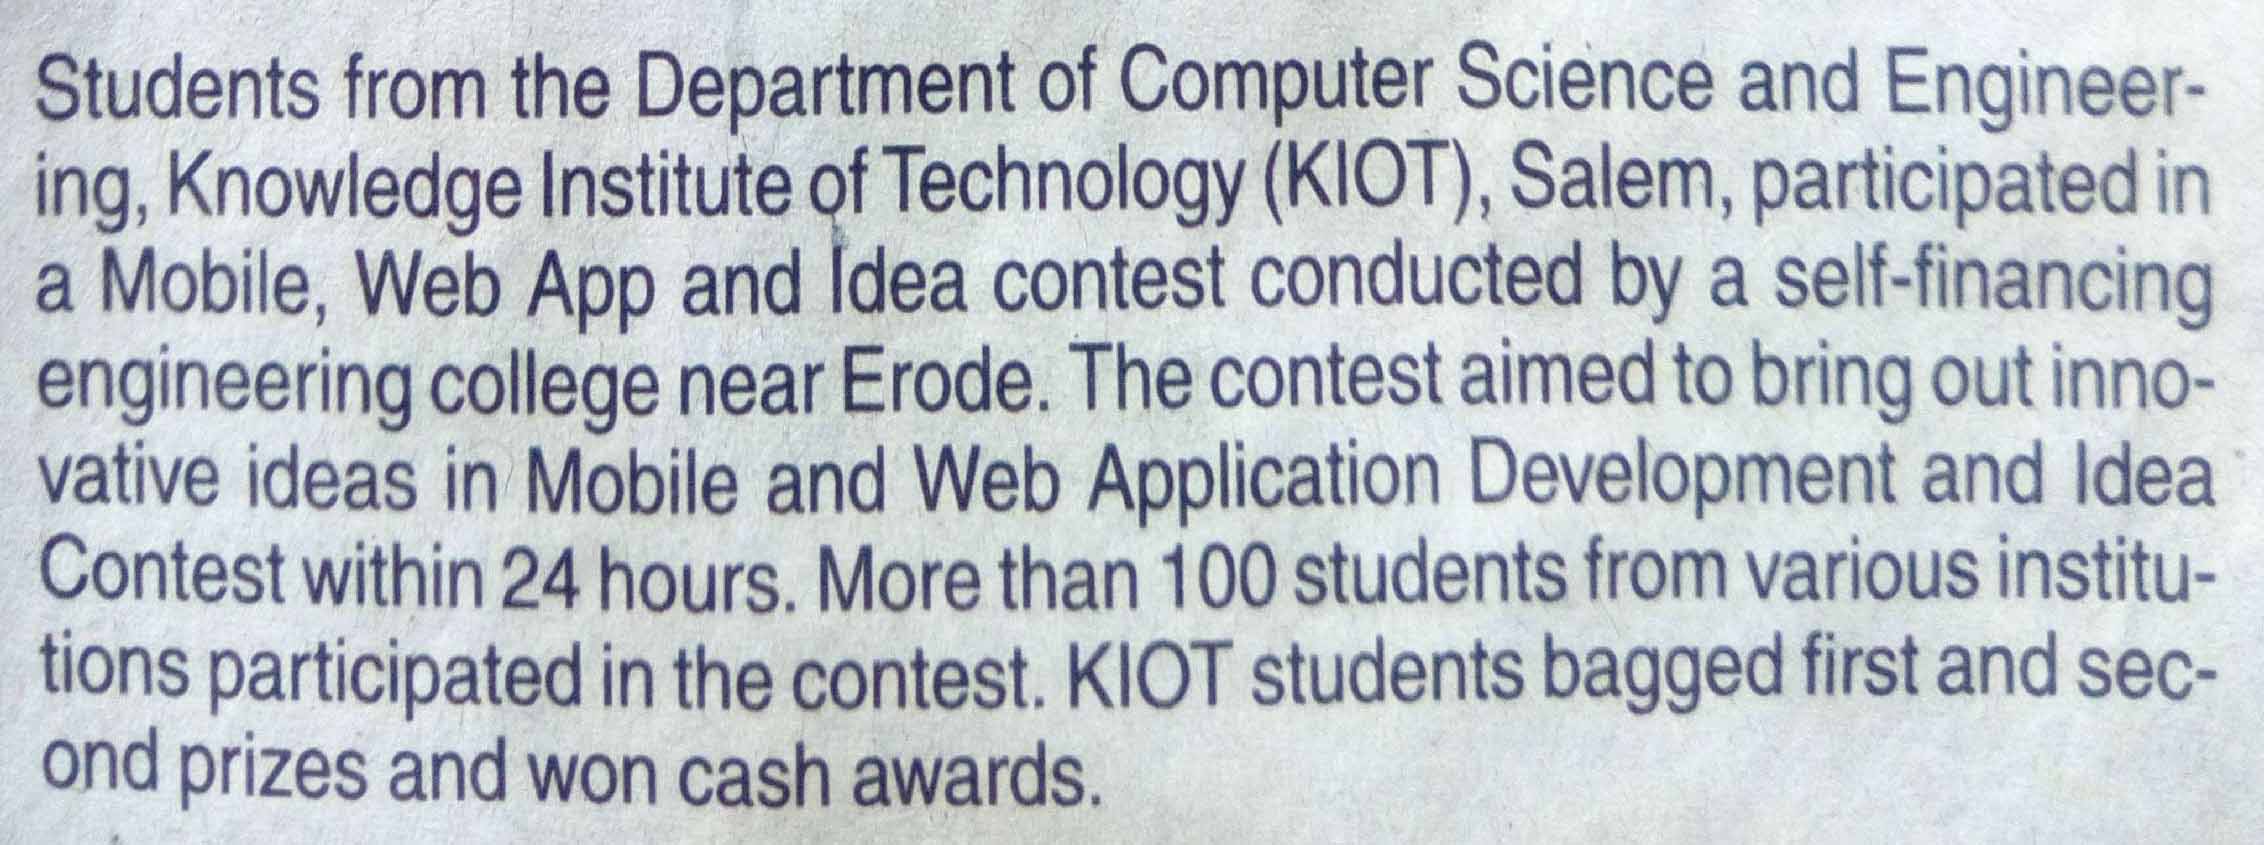 Students from the Department of Computer Science and Engineer-
ing, Knowledge Institute of Technology (KIOT), Salem, participated in
a Mobile, Web App and Idea contest conducted by a self-financing
engineering college near Erode. The contest aimed to bring out inno-
vative ideas in Mobile and Web Application Development and Idea
Contest within 24 hours. More than 100 students from various institu-
tions participated in the contest. KIOT students bagged first and sec-
ond prizes and won cash awards.